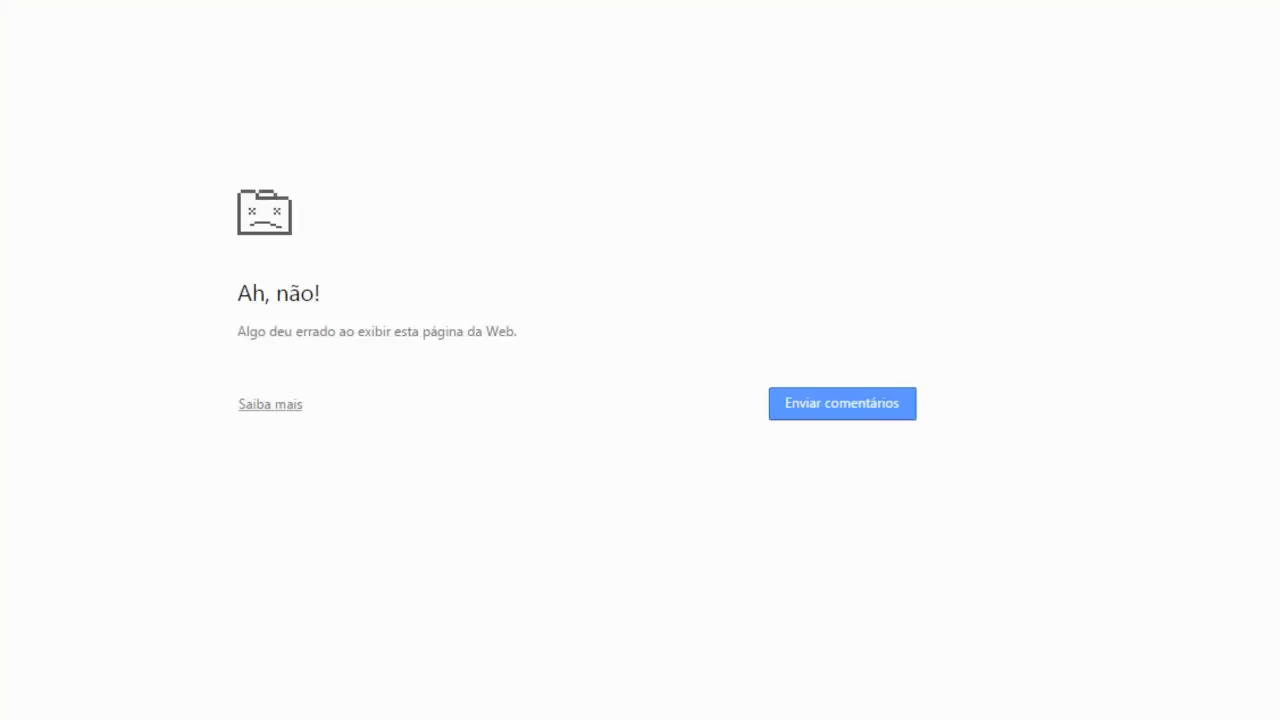 Ah, não!
Algo deu errado ao exibir esta página da Web.
Saiba mais
Enviar comentários